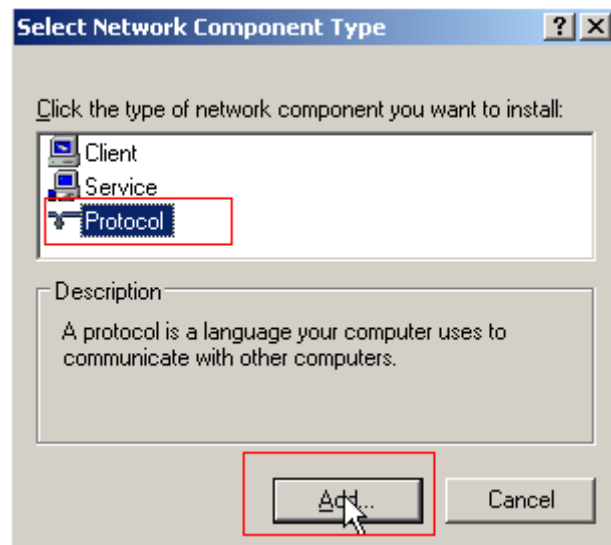 Select Network Component Type
Click the type of network component you want to install:
Client
Service
Protocol
Description
A protocol is a language your computer uses to
communicate with other computers.
Add... Cancel